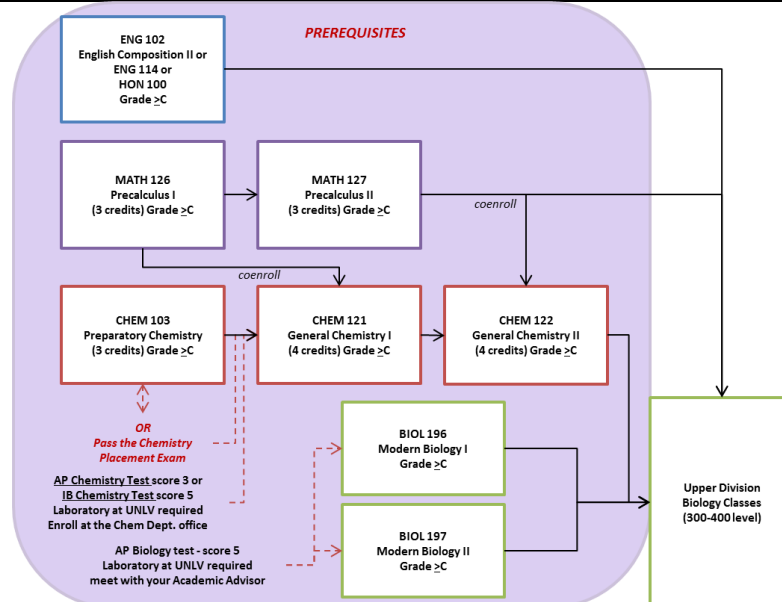 PREREQUISITES
ENG 102
English Composition II or
ENG 114 or
HON 100
Grade ≥C
MATH 126
Precalculus I
(3 credits) Grade ≥C
MATH 127
Precalculus II
(3 credits) Grade ≥C
coenroll
coenroll
CHEM 103
Preparatory Chemistry
(3 credits) Grade ≥C
CHEM 121
General Chemistry I
(4 credits) Grade ≥C
CHEM 122
General Chemistry II
(4 credits) Grade ≥C
OR
Pass the Chemistry
Placement Exam
AP Chemistry Test score 3 or
IB Chemistry Test score 5
Laboratory at UNLV required
Enroll at the Chem Dept. office
BIOL 196
Modern Biology I
Grade ≥C
AP Biology test - score 5
Laboratory at UNLV required
meet with your Academic Advisor
BIOL 197
Modern Biology II
Grade ≥C
Upper Division
Biology Classes
(300-400 level)